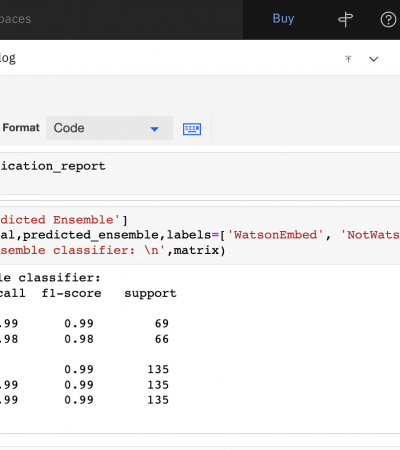 paces Buy
log
Format Code
ication_report
dicted Ensemble']
al,predicted_ensemble,labels=['WatsonEmbed', 'NotWats
semble classifier: \n',matrix)
le classifier:
call f1-score support
.99 0.99 69
.98 0.98 66
0.99 135
.99 0.99 135
.99 0.99 135